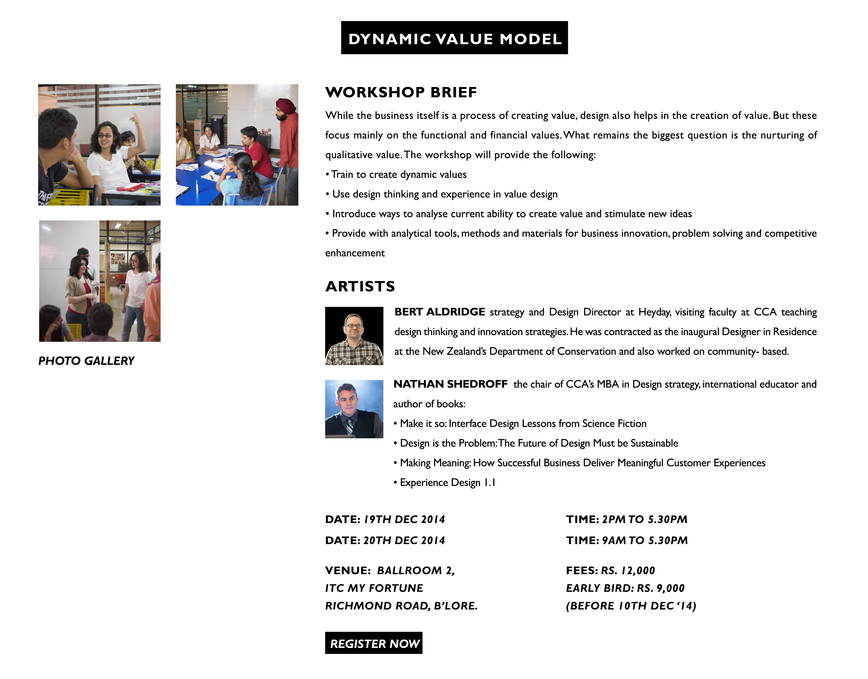 DYNAMIC VALUE MODEL
WORKSHOP BRIEF
While the business itself is a process of creating value, design also helps in the creation of value. But these
focus mainly on the functional and financial values. What remains the biggest question is the nurturing of
qualitative value. The workshop will provide the following:
• Train to create dynamic values
• Use design thinking and experience in value design
• Introduce ways to analyse current ability to create value and stimulate new ideas
• Provide with analytical tools, methods and materials for business innovation, problem solving and competitive
enhancement
PHOTO GALLERY
ARTISTS
BERT ALDRIDGE strategy and Design Director at Heyday, visiting faculty at CCA teaching
design thinking and innovation strategies. He was contracted as the inaugural Designer in Residence
at the New Zealand's Department of Conservation and also worked on community- based.
NATHAN SHEDROFF the chair of CCA's MBA in Design strategy, international educator and
author of books:
• Make it so: Interface Design Lessons from Science Fiction
• Design is the Problem: The Future of Design Must be Sustainable
• Making Meaning: How Successful Business Deliver Meaningful Customer Experiences
• Experience Design 1.1
DATE: 19TH DEC 2014
TIME: 2PM TO 5.30PM
DATE: 20TH DEC 2014
TIME: 9AM TO 5.30PM
VENUE: BALLROOM 2,
ITC MY FORTUNE
RICHMOND ROAD, B'LORE.
FEES: RS. 12,000
EARLY BIRD: RS. 9,000
(BEFORE 10TH DEC '14)
REGISTER NOW